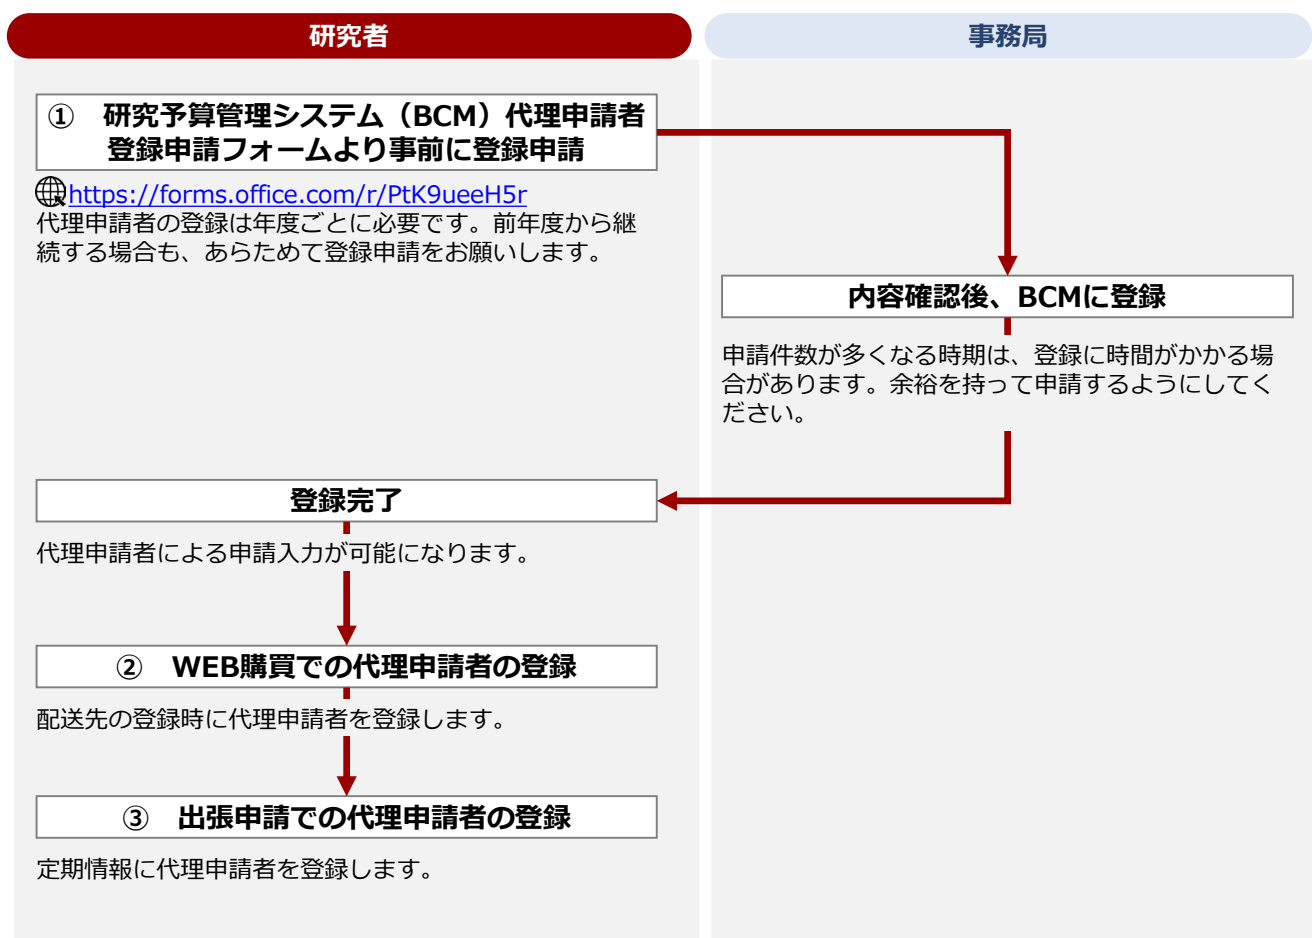 研究者
事務局
① 研究予算管理システム（BCM）代理申請者
登録申請フォームより事前に登録申請
https://forms.office.com/r/PtK9ueeH5r
代理申請者の登録は年度ごとに必要です。前年度から継
続する場合も、あらためて登録申請をお願いします。
内容確認後、BCMに登録
申請件数が多くなる時期は、登録に時間がかかる場
合があります。余裕を持って申請するようにしてく
ださい。
登録完了
代理申請者による申請入力が可能になります。
② WEB購買での代理申請者の登録
配送先の登録時に代理申請者を登録します。
③ 出張申請での代理申請者の登録
定期情報に代理申請者を登録します。